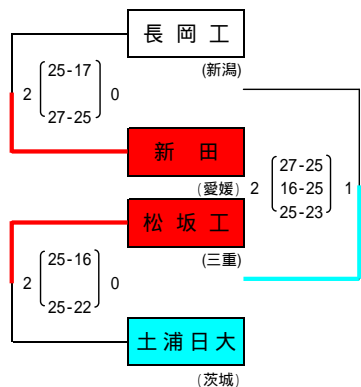 長岡工
(新潟)
25-17
2 0
27-25
新田
(愛媛)
27-25
2 16-25 1
25-23
松坂工
(三重)
25-16
2 0
25-22
土浦日大
(茨城)